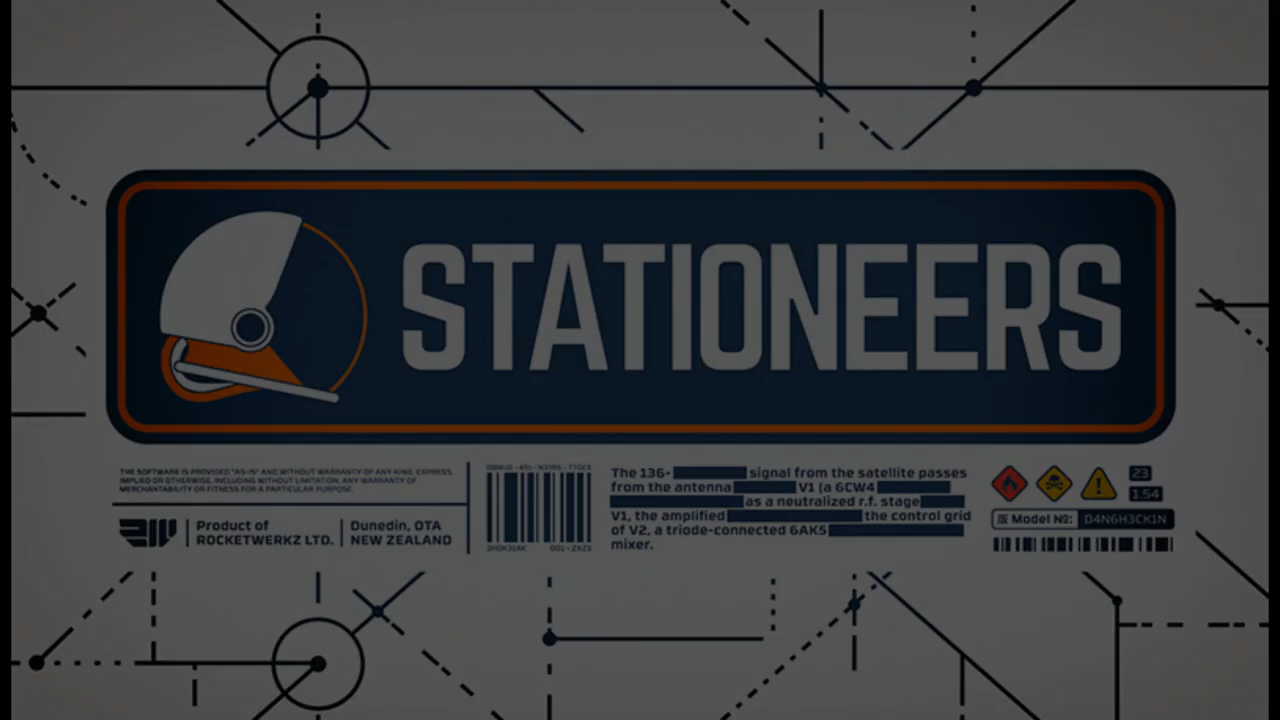 STATIONEERS
THE SOFTWARE IS PROVIDED "AS-IS" AND WITHOUT WARRANTY OF ANY KIND, EXPRESS,
IMPLIED OR OTHERWISE, INCLUDING WITHOUT LIMITATION, ANY WARRANTY OF
MERCHANTABILITY OR FITNESS FOR A PARTICULAR PURPOSE.
Product of
ROCKETWERKZ LTD.
Dunedin, OTA
NEW ZEALAND
The 136- signal from the satellite passes
from the antenna V1 (a 6CW4
as a neutralized r.f. stage
V1, the amplified the control grid
of V2, a triode-connected 6AK5
mixer.
23
1.54
版 Model Nº: D4N6H3CK1N